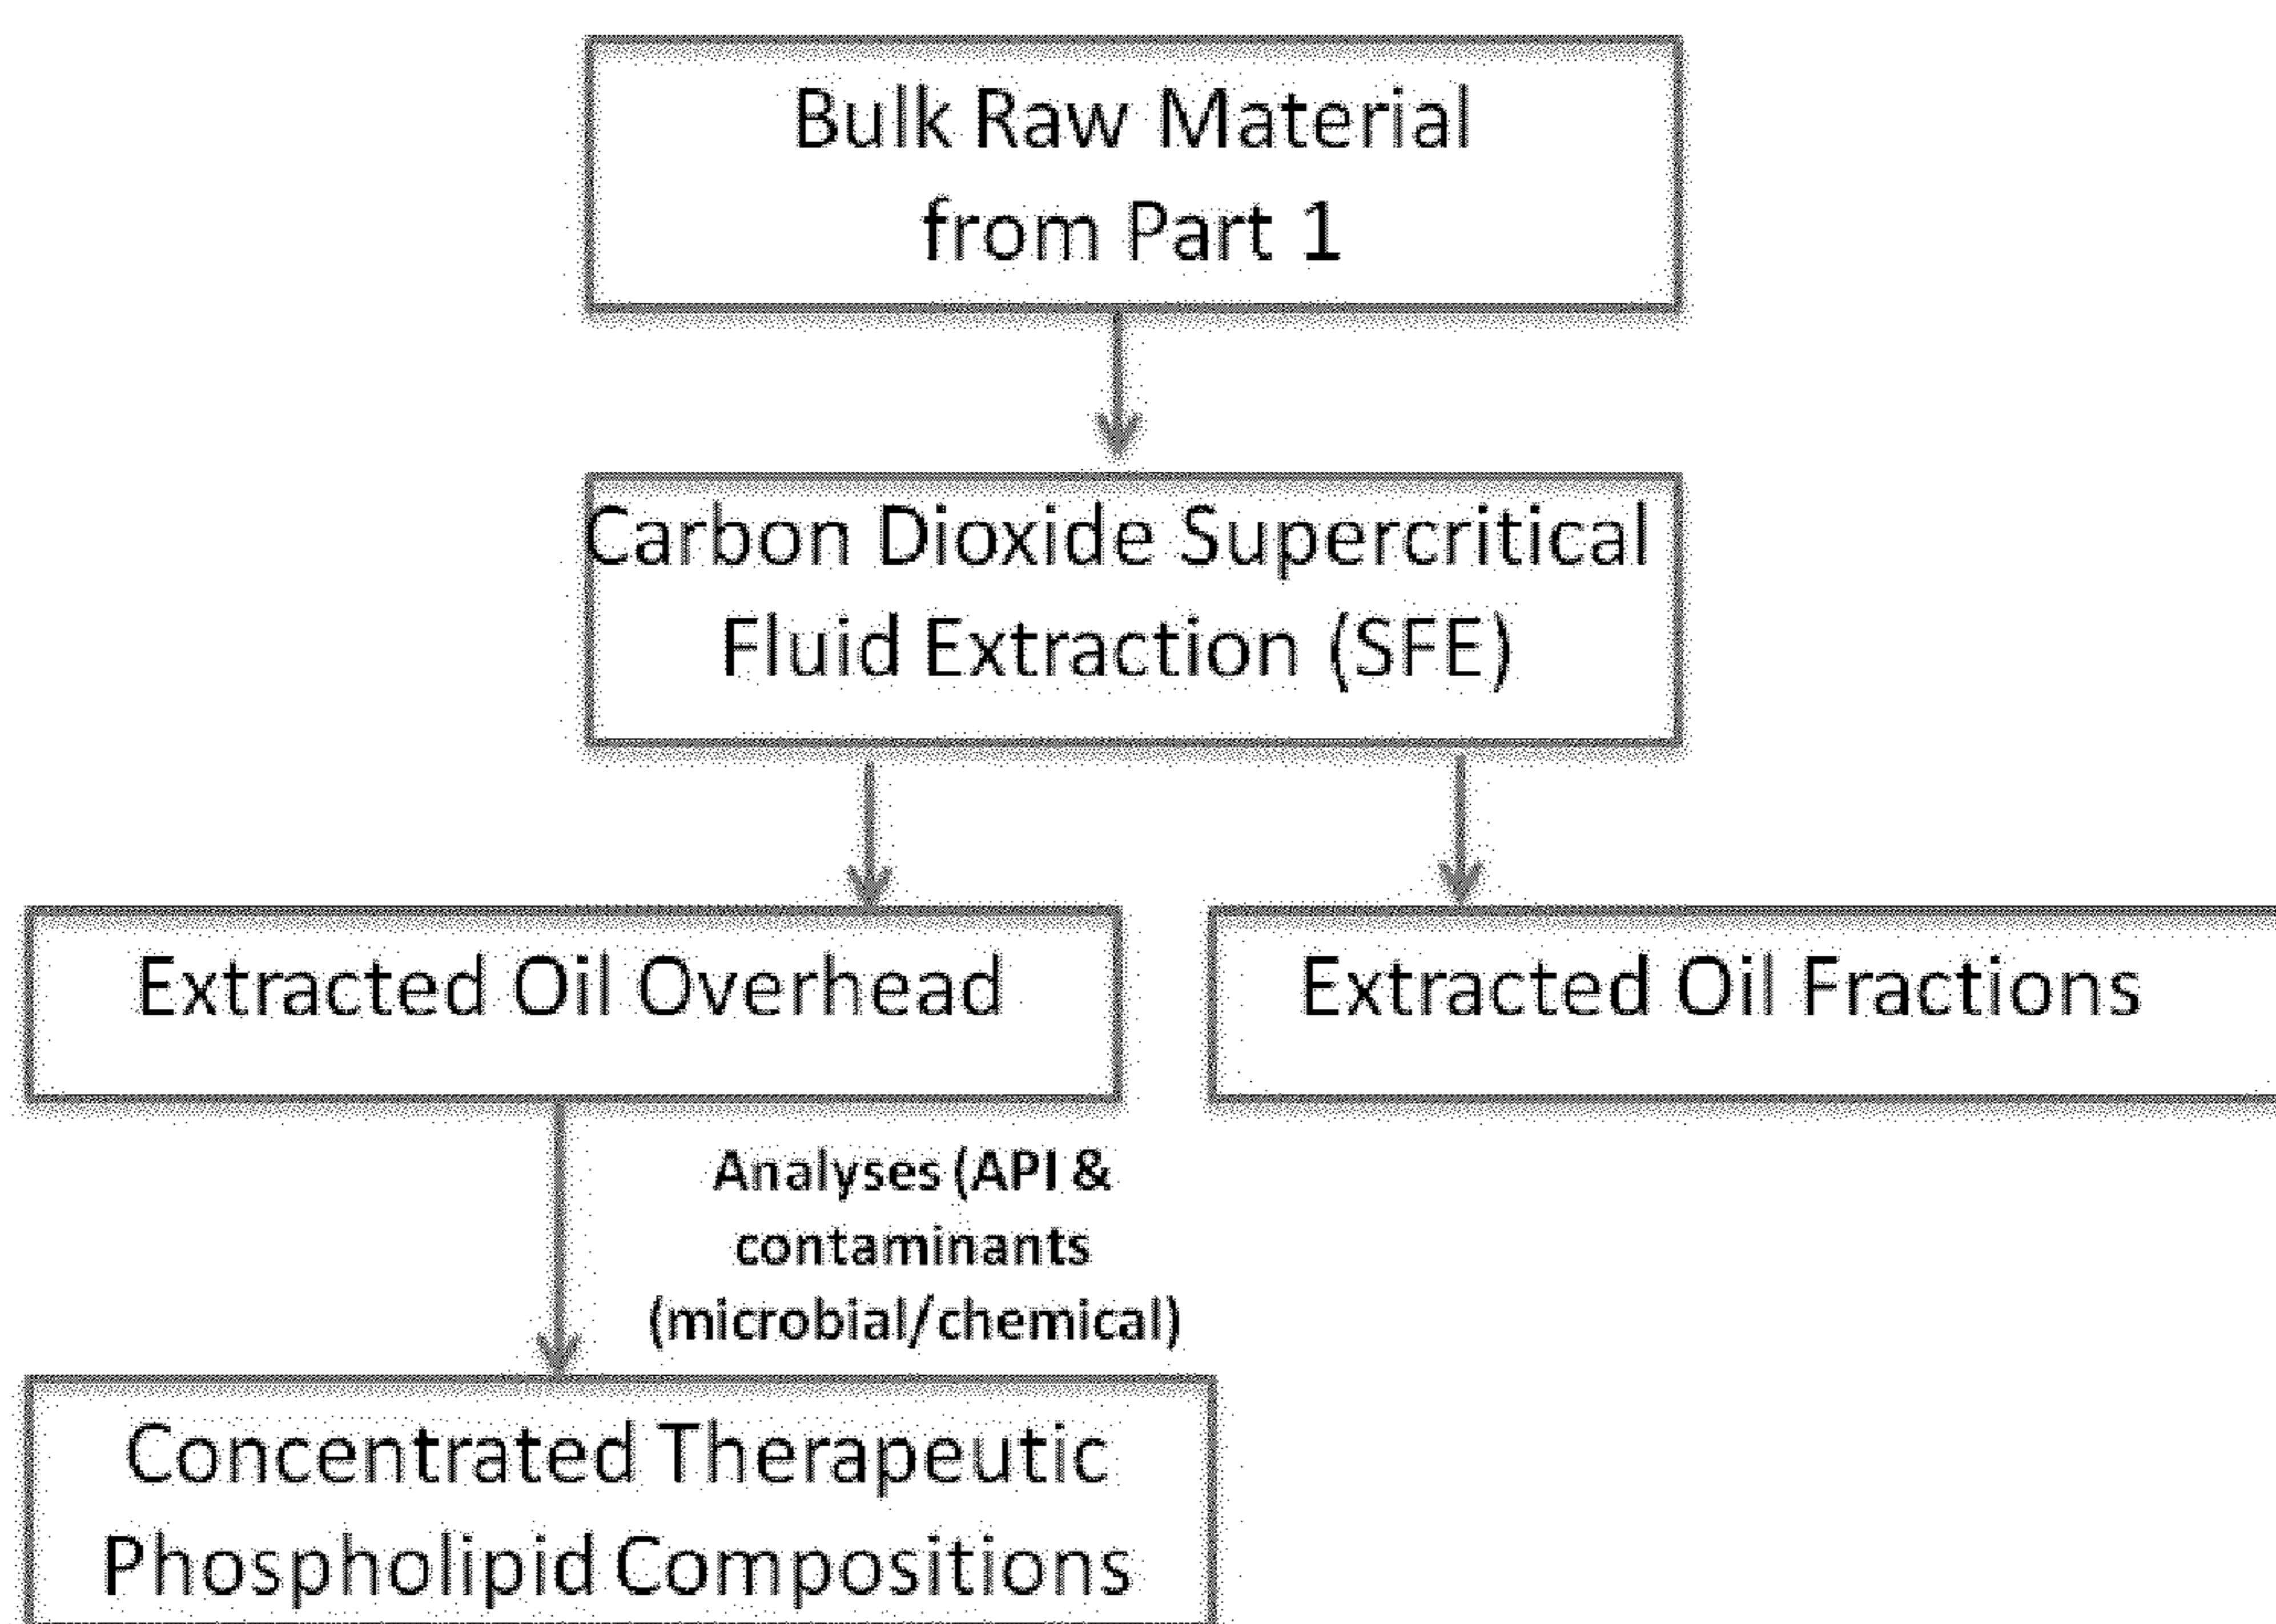 Bulk Raw Material
from Part 1
Carbon Dioxide Supercritical
Fluid Extraction (SFE)
Extracted Oil Overhead
Extracted Oil Fractions
Analyses (API &
contaminants
(microbial/chemical)
Concentrated Therapeutic
Phospholipid Compositions